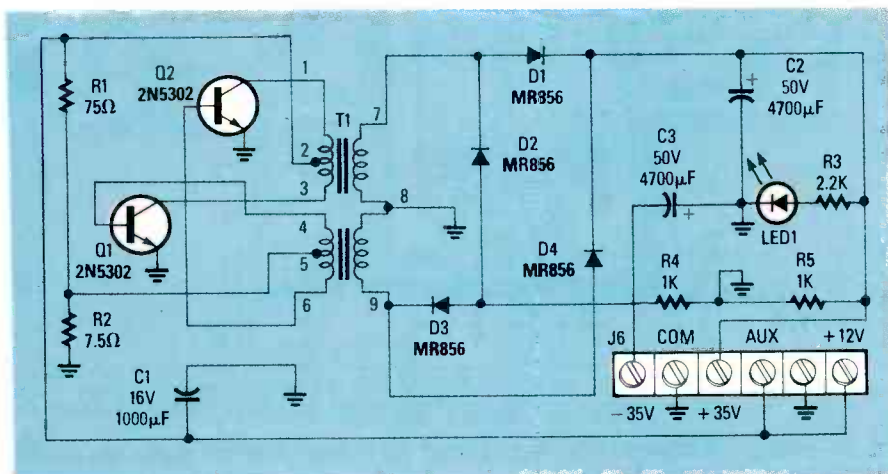 R1
75Ω
Q2
2N5302
1
2
3
T1
7
8
4
5
6
9
Q1
2N5302
R2
7.5Ω
C1
16V
1000µF
D1
MR856
D2
MR856
D3
MR856
D4
MR856
C2
50V
4700µF
+
C3
50V
4700µF
+
LED1
R3
2.2K
R4
1K
R5
1K
J6 COM AUX +12V
−35V +35V